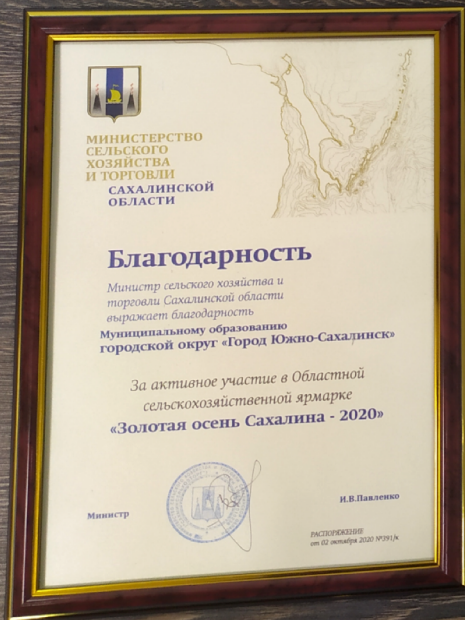 МИНИСТЕРСТВО
СЕЛЬСКОГО
ХОЗЯЙСТВА
И ТОРГОВЛИ
САХАЛИНСКОЙ
ОБЛАСТИ
Благодарность
Министр сельского хозяйства и
торговли Сахалинской области
выражает благодарность
Муниципальному образованию
городской округ «Город Южно-Сахалинск»
За активное участие в Областной
сельскохозяйственной ярмарке
«Золотая осень Сахалина - 2020»
Министр
И.В.Павленко
РАСПОРЯЖЕНИЕ
от 02 октября 2020 №391/к